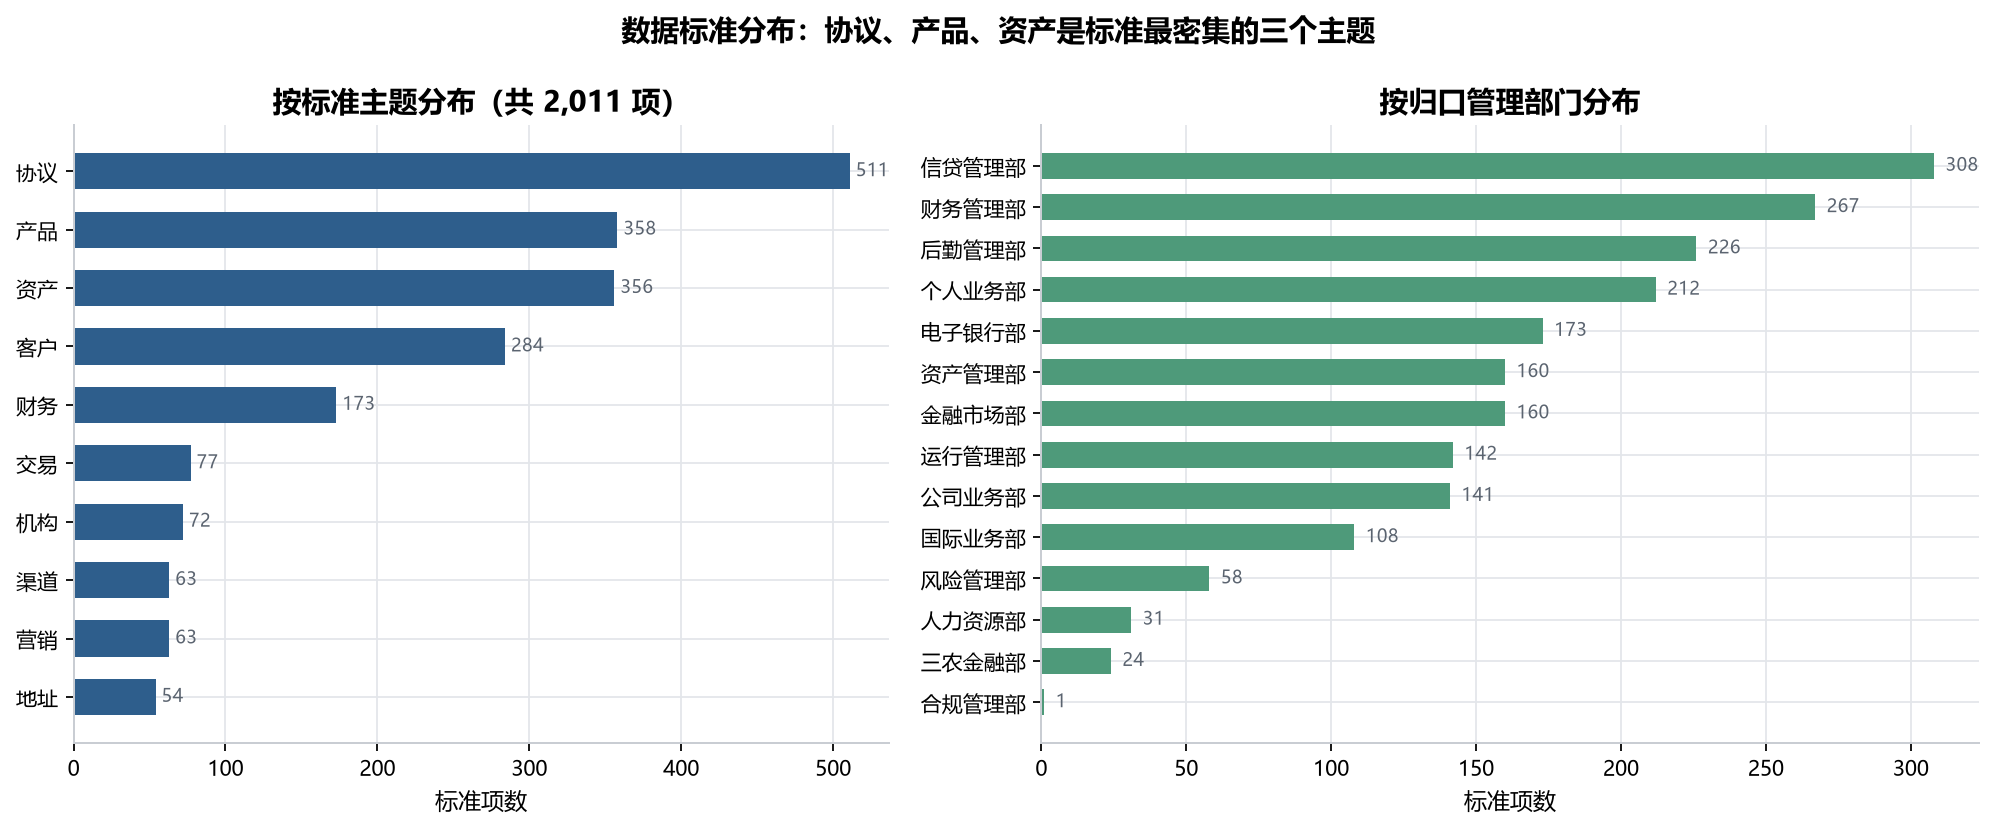 数据标准分布：协议、产品、资产是标准最密集的三个主题
按标准主题分布（共 2,011 项）
协议 511
产品 358
资产 356
客户 284
财务 173
交易 77
机构 72
渠道 63
营销 63
地址 54
0 100 200 300 400 500
标准项数
按归口管理部门分布
信贷管理部 308
财务管理部 267
后勤管理部 226
个人业务部 212
电子银行部 173
资产管理部 160
金融市场部 160
运行管理部 142
公司业务部 141
国际业务部 108
风险管理部 58
人力资源部 31
三农金融部 24
合规管理部 1
0 50 100 150 200 250 300
标准项数